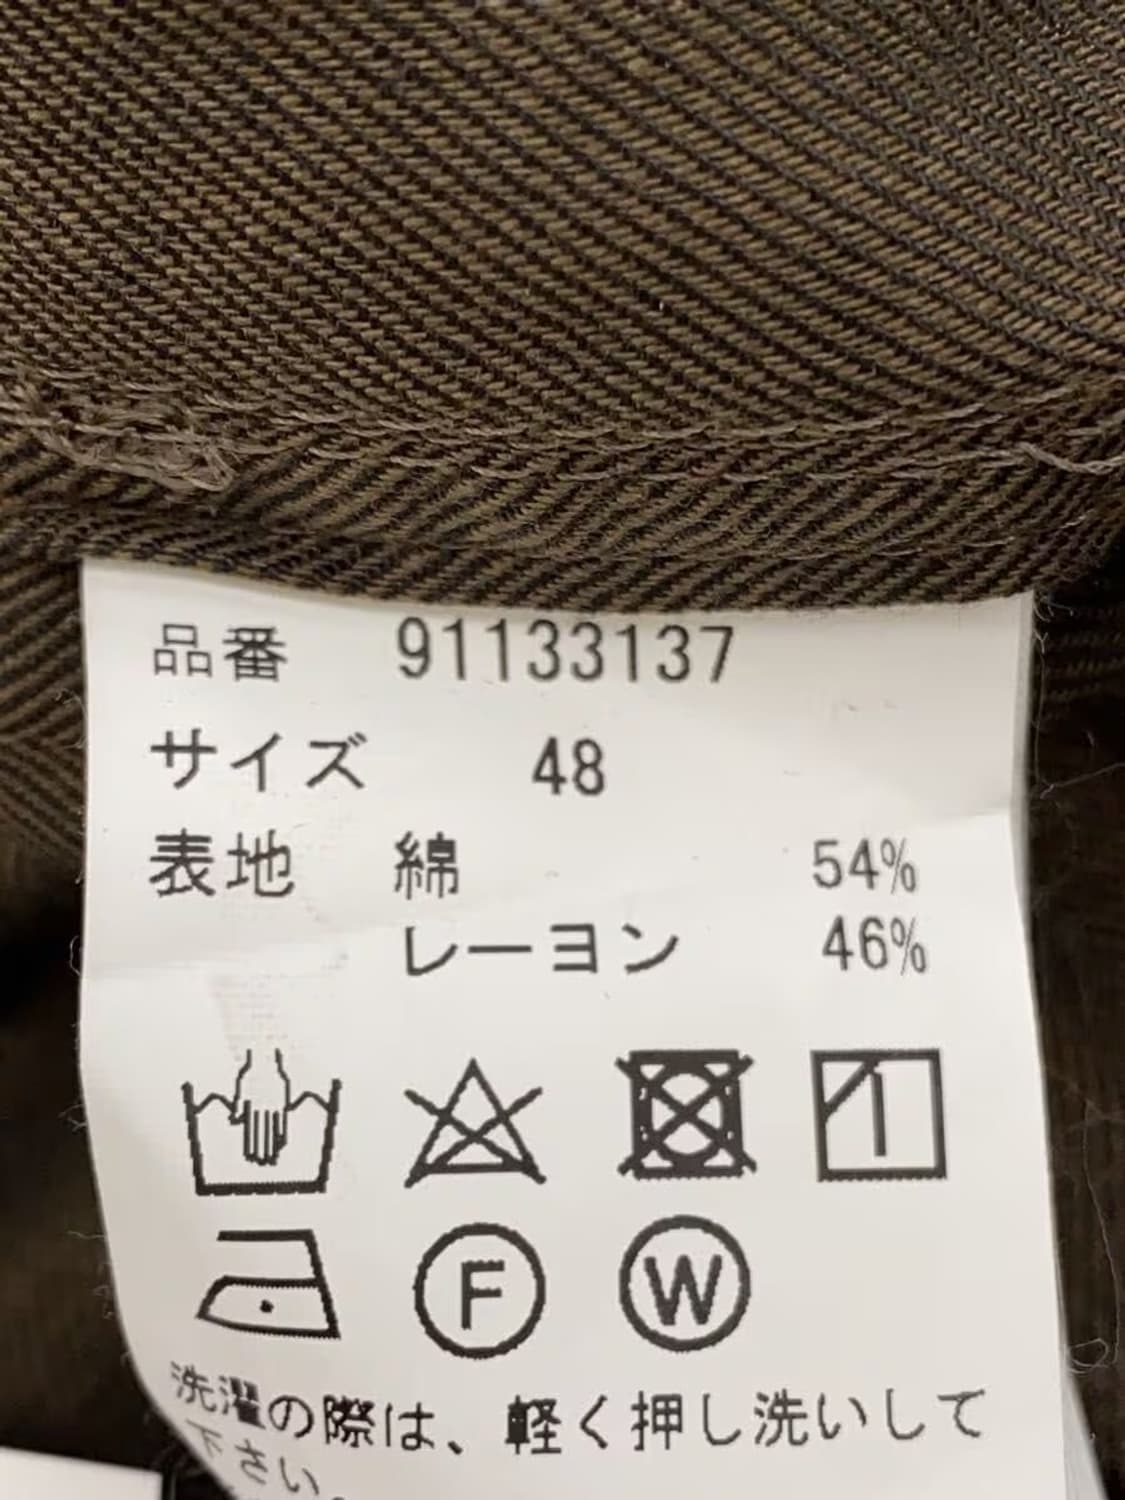 品番 91133137
サイズ 48
表地 綿 54%
レーヨン 46%
F W
洗濯の際は、軽く押し洗いして
下さい。